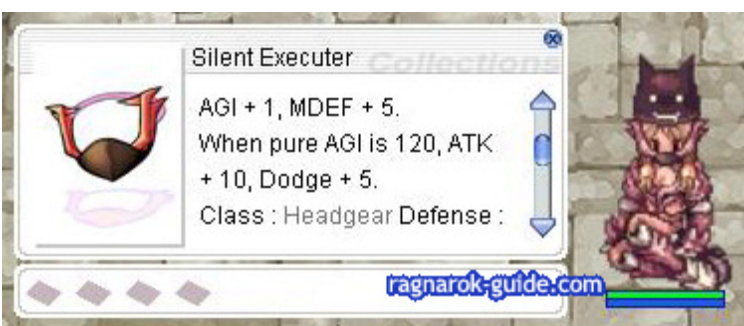 Silent Executer
Collections
AGI + 1, MDEF + 5.
When pure AGI is 120, ATK
+ 10, Dodge + 5.
Class : Headgear Defense :
ragnarok-guide.com